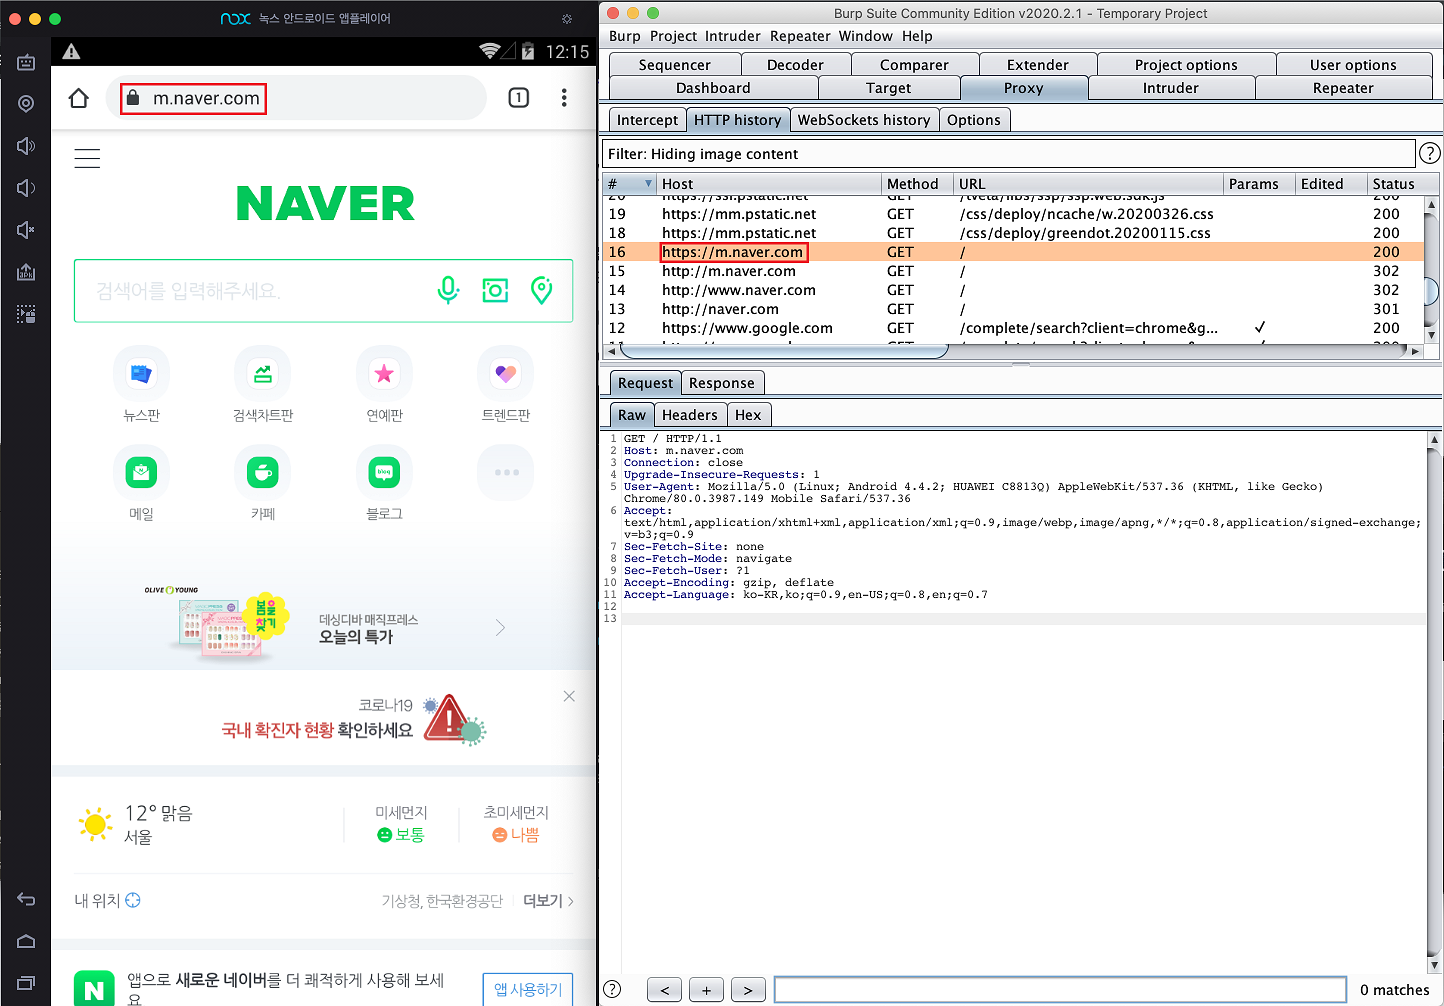 nox 녹스 안드로이드 앱플레이어
12:15
m.naver.com
1
NAVER
검색어를 입력해주세요.
뉴스판 검색차트판 연예판 트렌드판
blog
메일 카페 블로그
OLIVE YOUNG
봄을
찾기
데싱디바 매직프레스
오늘의 특가
코로나19
국내 확진자 현황 확인하세요
12° 맑음
서울
미세먼지
보통
초미세먼지
나쁨
내 위치
기상청, 한국환경공단 더보기 >
N
앱으로 새로운 네이버를 더 쾌적하게 사용해 보세
요
앱 사용하기
Burp Suite Community Edition v2020.2.1 - Temporary Project
Burp Project Intruder Repeater Window Help
Sequencer Decoder Comparer Extender Project options User options
Dashboard Target Proxy Intruder Repeater
Intercept HTTP history WebSockets history Options
Filter: Hiding image content ?
# Host Method URL Params Edited Status
20 https://ssl.pstatic.net GET /tveta/libs/ssp/ssp.web.sdk.js 200
19 https://mm.pstatic.net GET /css/deploy/ncache/w.20200326.css 200
18 https://mm.pstatic.net GET /css/deploy/greendot.20200115.css 200
16 https://m.naver.com GET / 200
15 http://m.naver.com GET / 302
14 http://www.naver.com GET / 302
13 http://naver.com GET / 301
12 https://www.google.com GET /complete/search?client=chrome&g... ✓ 200
Request Response
Raw Headers Hex
1 GET / HTTP/1.1
2 Host: m.naver.com
3 Connection: close
4 Upgrade-Insecure-Requests: 1
5 User-Agent: Mozilla/5.0 (Linux; Android 4.4.2; HUAWEI C8813Q) AppleWebKit/537.36 (KHTML, like Gecko)
Chrome/80.0.3987.149 Mobile Safari/537.36
6 Accept:
text/html,application/xhtml+xml,application/xml;q=0.9,image/webp,image/apng,*/*;q=0.8,application/signed-exchange;
v=b3;q=0.9
7 Sec-Fetch-Site: none
8 Sec-Fetch-Mode: navigate
9 Sec-Fetch-User: ?1
10 Accept-Encoding: gzip, deflate
11 Accept-Language: ko-KR,ko;q=0.9,en-US;q=0.8,en;q=0.7
12
13
? < + > 0 matches